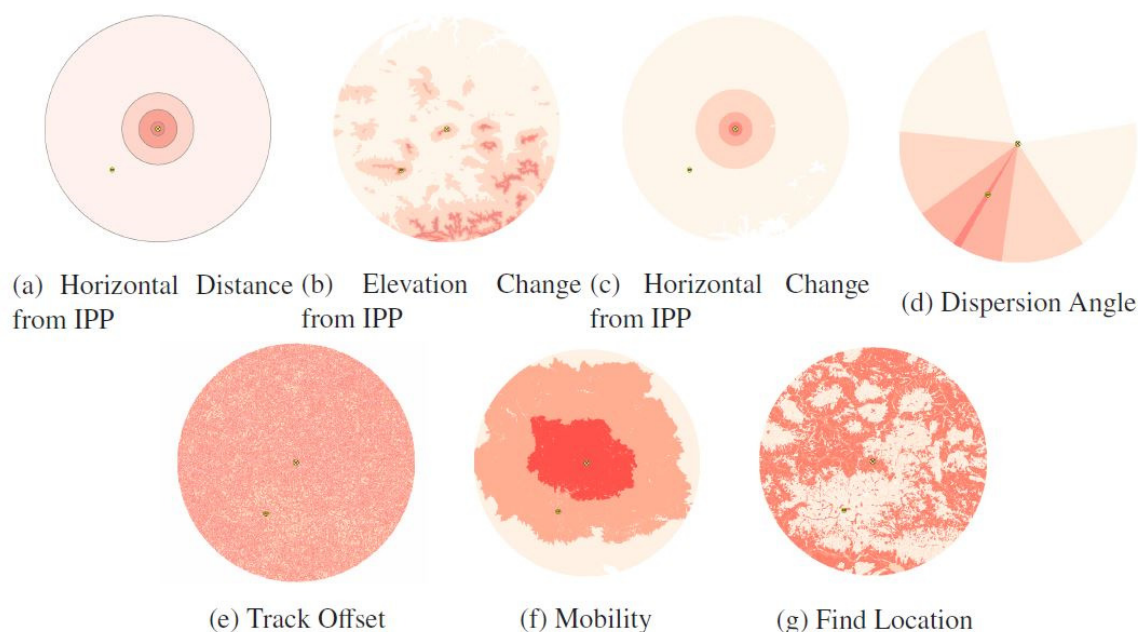 (a) Horizontal Distance
from IPP
(b) Elevation Change
from IPP
(c) Horizontal Change
from IPP
(d) Dispersion Angle
(e) Track Offset
(f) Mobility
(g) Find Location